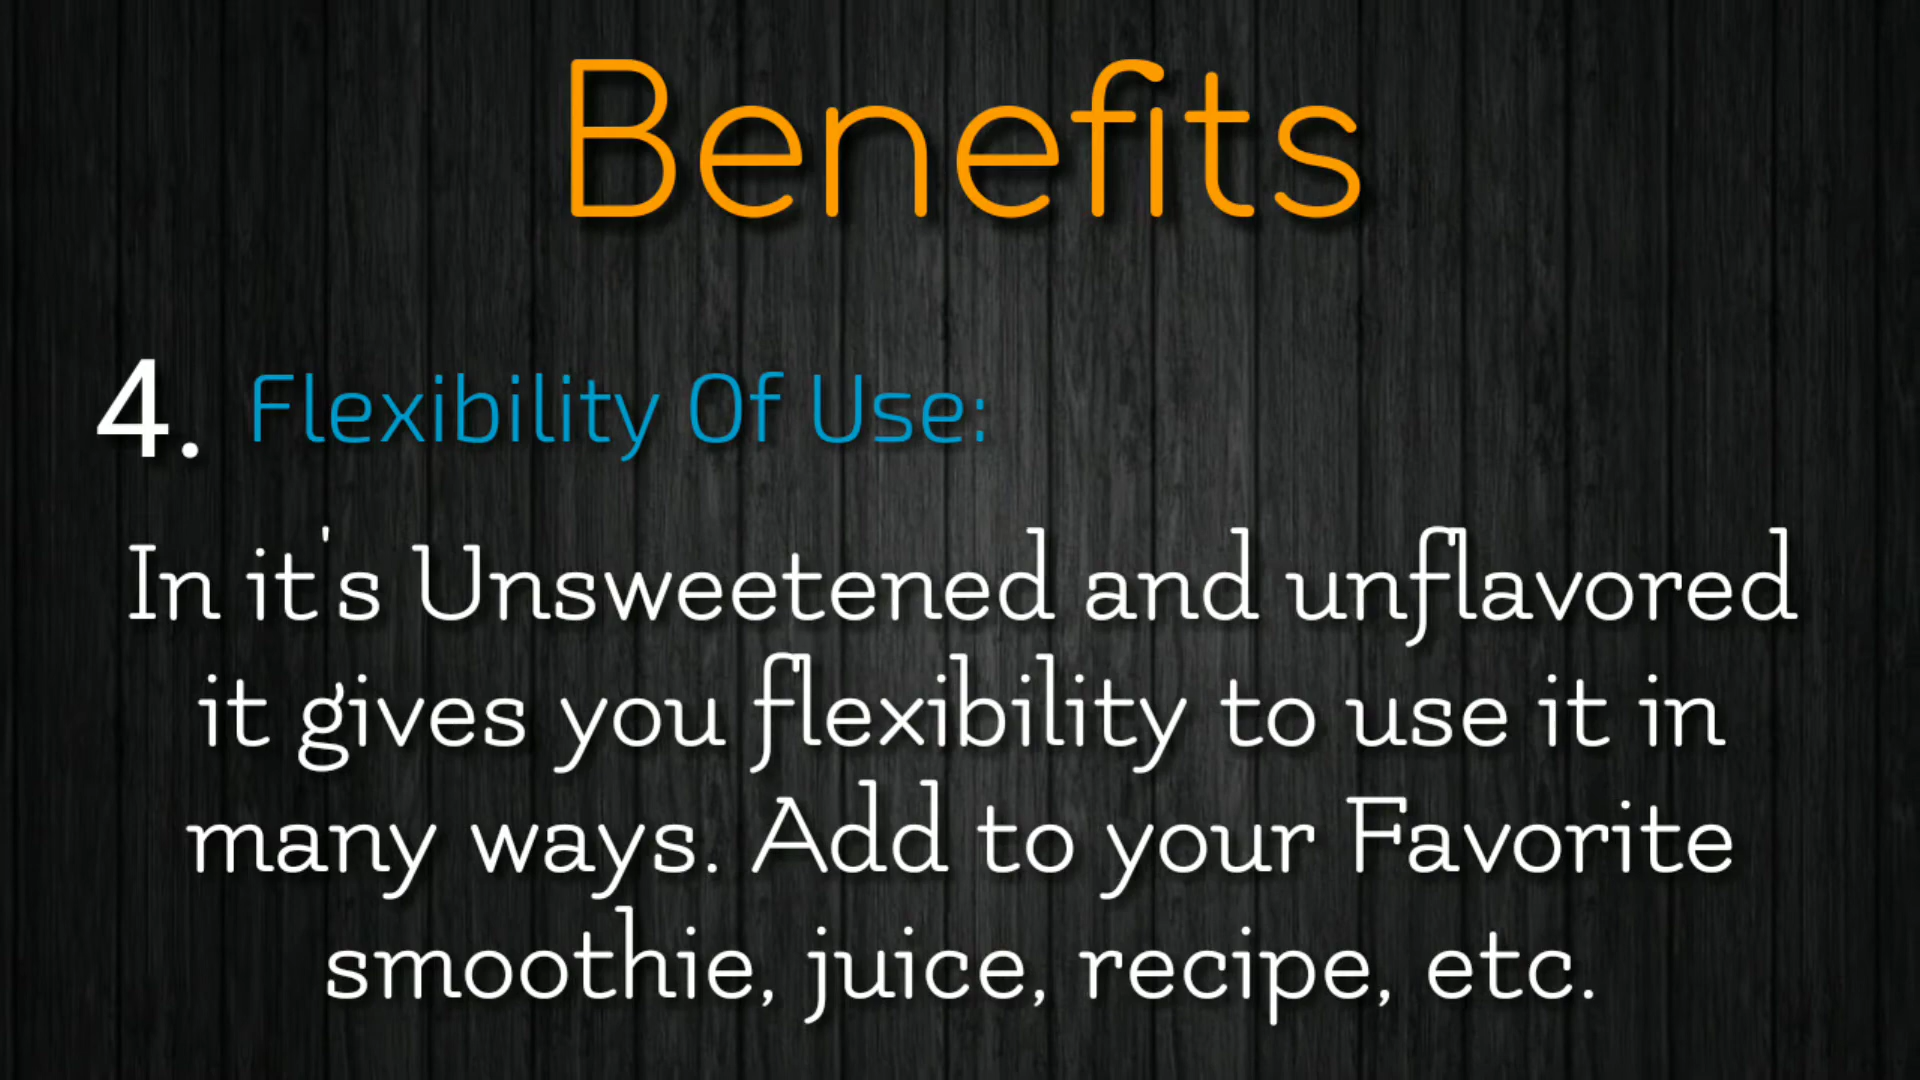 Benefits
4. Flexibility Of Use:
In it's Unsweetened and unflavored
it gives you flexibility to use it in
many ways. Add to your Favorite
smoothie, juice, recipe, etc.